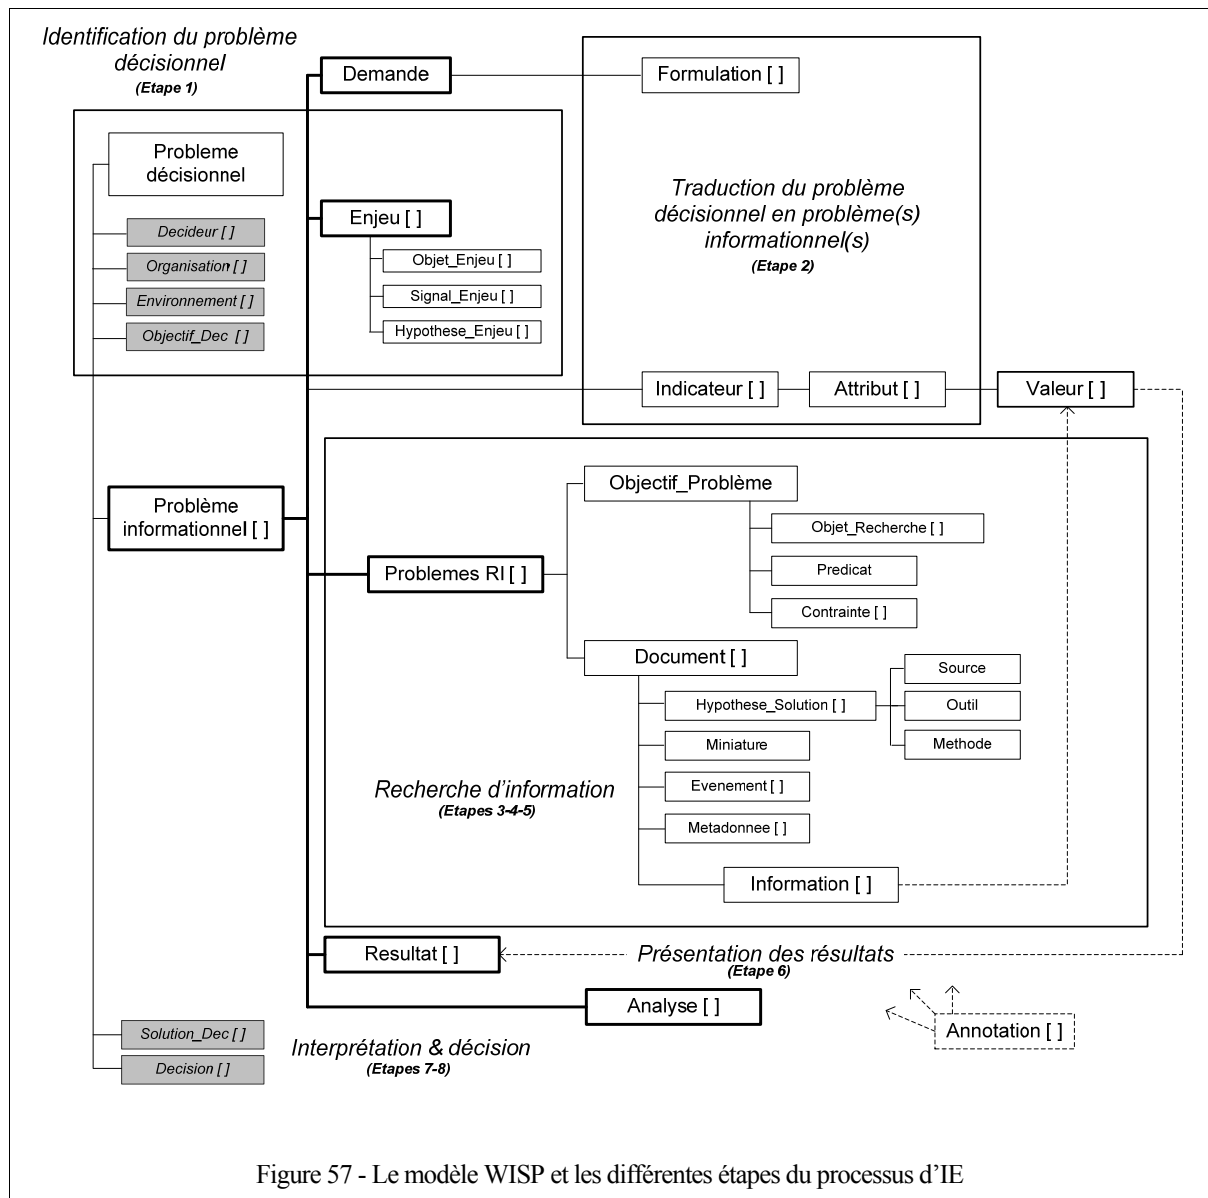 Identification du problème
décisionnel
(Etape 1)
Demande
Formulation [ ]
Probleme
décisionnel
Decideur [ ]
Organisation [ ]
Environnement [ ]
Objectif_Dec [ ]
Enjeu [ ]
Objet_Enjeu [ ]
Signal_Enjeu [ ]
Hypothese_Enjeu [ ]
Traduction du problème
décisionnel en problème(s)
informationnel(s)
(Etape 2)
Indicateur [ ]
Attribut [ ]
Valeur [ ]
Problème
informationnel [ ]
Problemes RI [ ]
Objectif_Problème
Objet_Recherche [ ]
Predicat
Contrainte [ ]
Document [ ]
Hypothese_Solution [ ]
Source
Outil
Methode
Miniature
Evenement [ ]
Metadonnee [ ]
Information [ ]
Recherche d'information
(Etapes 3-4-5)
Resultat [ ]
Présentation des résultats
(Etape 6)
Analyse [ ]
Annotation [ ]
Solution_Dec [ ]
Decision [ ]
Interprétation & décision
(Etapes 7-8)
Figure 57 - Le modèle WISP et les différentes étapes du processus d'IE